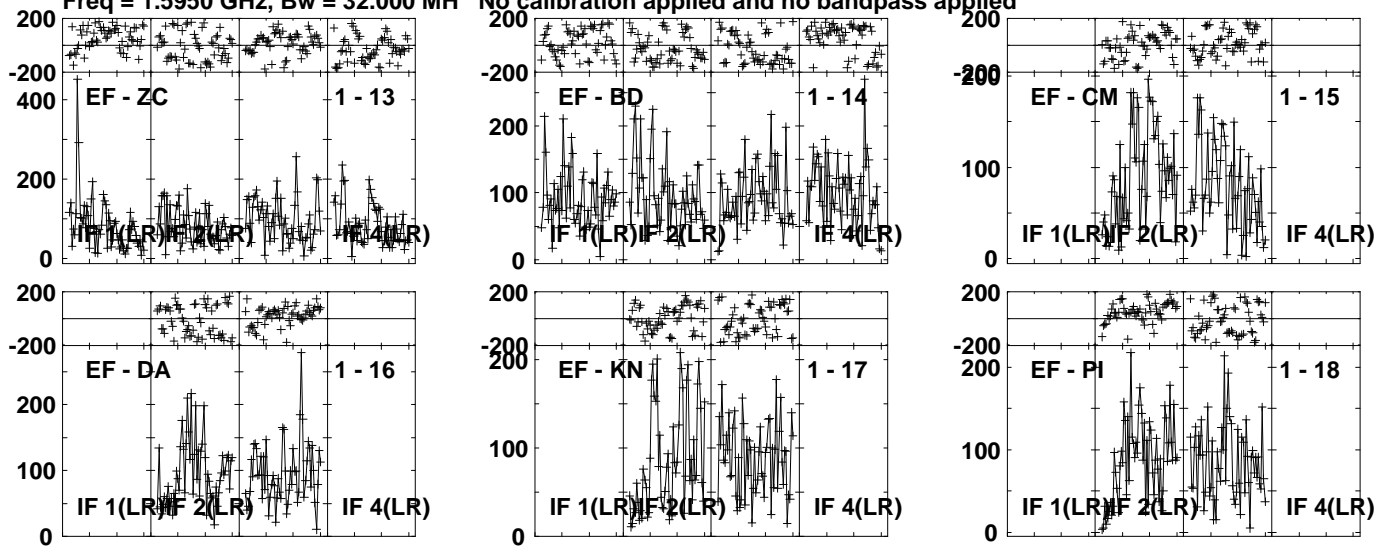 Freq = 1.5950 GHz, Bw = 32.000 MH No calibration applied and no bandpass applied
200
-200
400
200
0
EF - ZC
1 - 13
IF 1(LR)
IF 2(LR)
IF 4(LR)
200
-200
200
100
0
EF - BD
1 - 14
IF 1(LR)
IF 2(LR)
IF 4(LR)
200
-200
200
100
0
EF - CM
1 - 15
IF 1(LR)
IF 2(LR)
IF 4(LR)
200
-200
200
100
0
EF - DA
1 - 16
IF 1(LR)
IF 2(LR)
IF 4(LR)
200
-200
200
100
0
EF - KN
1 - 17
IF 1(LR)
IF 2(LR)
IF 4(LR)
200
-200
200
100
0
EF - PI
1 - 18
IF 1(LR)
IF 2(LR)
IF 4(LR)